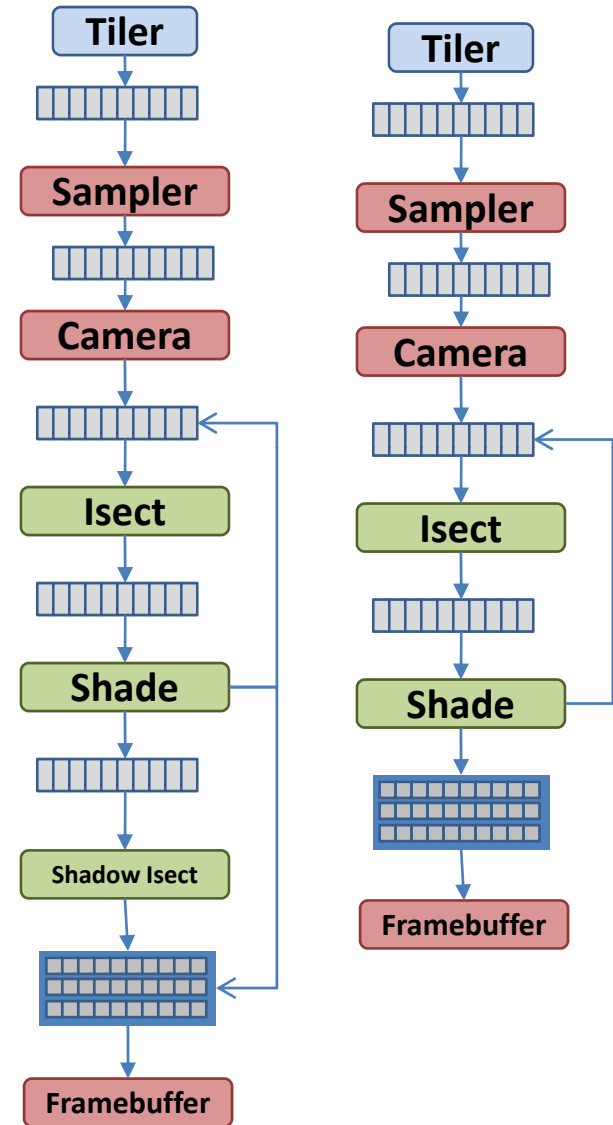 Tiler
Sampler
Camera
Isect
Shade
Shadow Isect
Framebuffer
Tiler
Sampler
Camera
Isect
Shade
Framebuffer